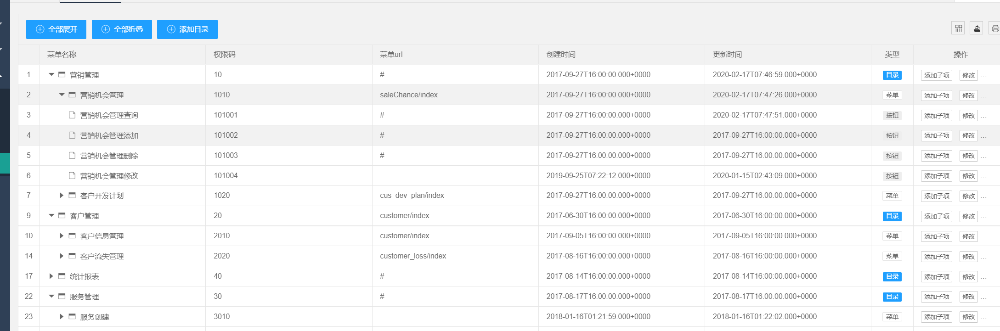 全部展开 全部折叠 添加目录
菜单名称 权限码 菜单url 创建时间 更新时间 类型 操作
1 营销管理 10 # 2017-09-27T16:00:00.000+0000 2020-02-17T07:46:59.000+0000 目录 添加子项 修改 ...
2 营销机会管理 1010 saleChance/index 2017-09-27T16:00:00.000+0000 2020-02-17T07:47:26.000+0000 菜单 添加子项 修改 ...
3 营销机会管理查询 101001 # 2017-09-27T16:00:00.000+0000 2020-02-17T07:47:51.000+0000 按钮 添加子项 修改 ...
4 营销机会管理添加 101002 # 2017-09-27T16:00:00.000+0000 2017-09-27T16:00:00.000+0000 按钮 添加子项 修改 ...
5 营销机会管理删除 101003 # 2017-09-27T16:00:00.000+0000 2017-09-27T16:00:00.000+0000 按钮 添加子项 修改 ...
6 营销机会管理修改 101004 2019-09-25T07:22:12.000+0000 2020-01-15T02:43:09.000+0000 按钮 添加子项 修改 ...
7 客户开发计划 1020 cus_dev_plan/index 2017-09-27T16:00:00.000+0000 2017-09-27T16:00:00.000+0000 菜单 添加子项 修改 ...
9 客户管理 20 customer/index 2017-06-30T16:00:00.000+0000 2017-06-30T16:00:00.000+0000 目录 添加子项 修改 ...
10 客户信息管理 2010 customer/index 2017-09-05T16:00:00.000+0000 2017-09-05T16:00:00.000+0000 菜单 添加子项 修改 ...
14 客户流失管理 2020 customer_loss/index 2017-08-16T16:00:00.000+0000 2017-08-16T16:00:00.000+0000 菜单 添加子项 修改 ...
17 统计报表 40 # 2017-08-14T16:00:00.000+0000 2017-08-14T16:00:00.000+0000 目录 添加子项 修改 ...
22 服务管理 30 # 2017-08-17T16:00:00.000+0000 2017-08-17T16:00:00.000+0000 目录 添加子项 修改 ...
23 服务创建 3010 2018-01-16T01:21:59.000+0000 2018-01-16T01:22:02.000+0000 菜单 添加子项 修改 ...